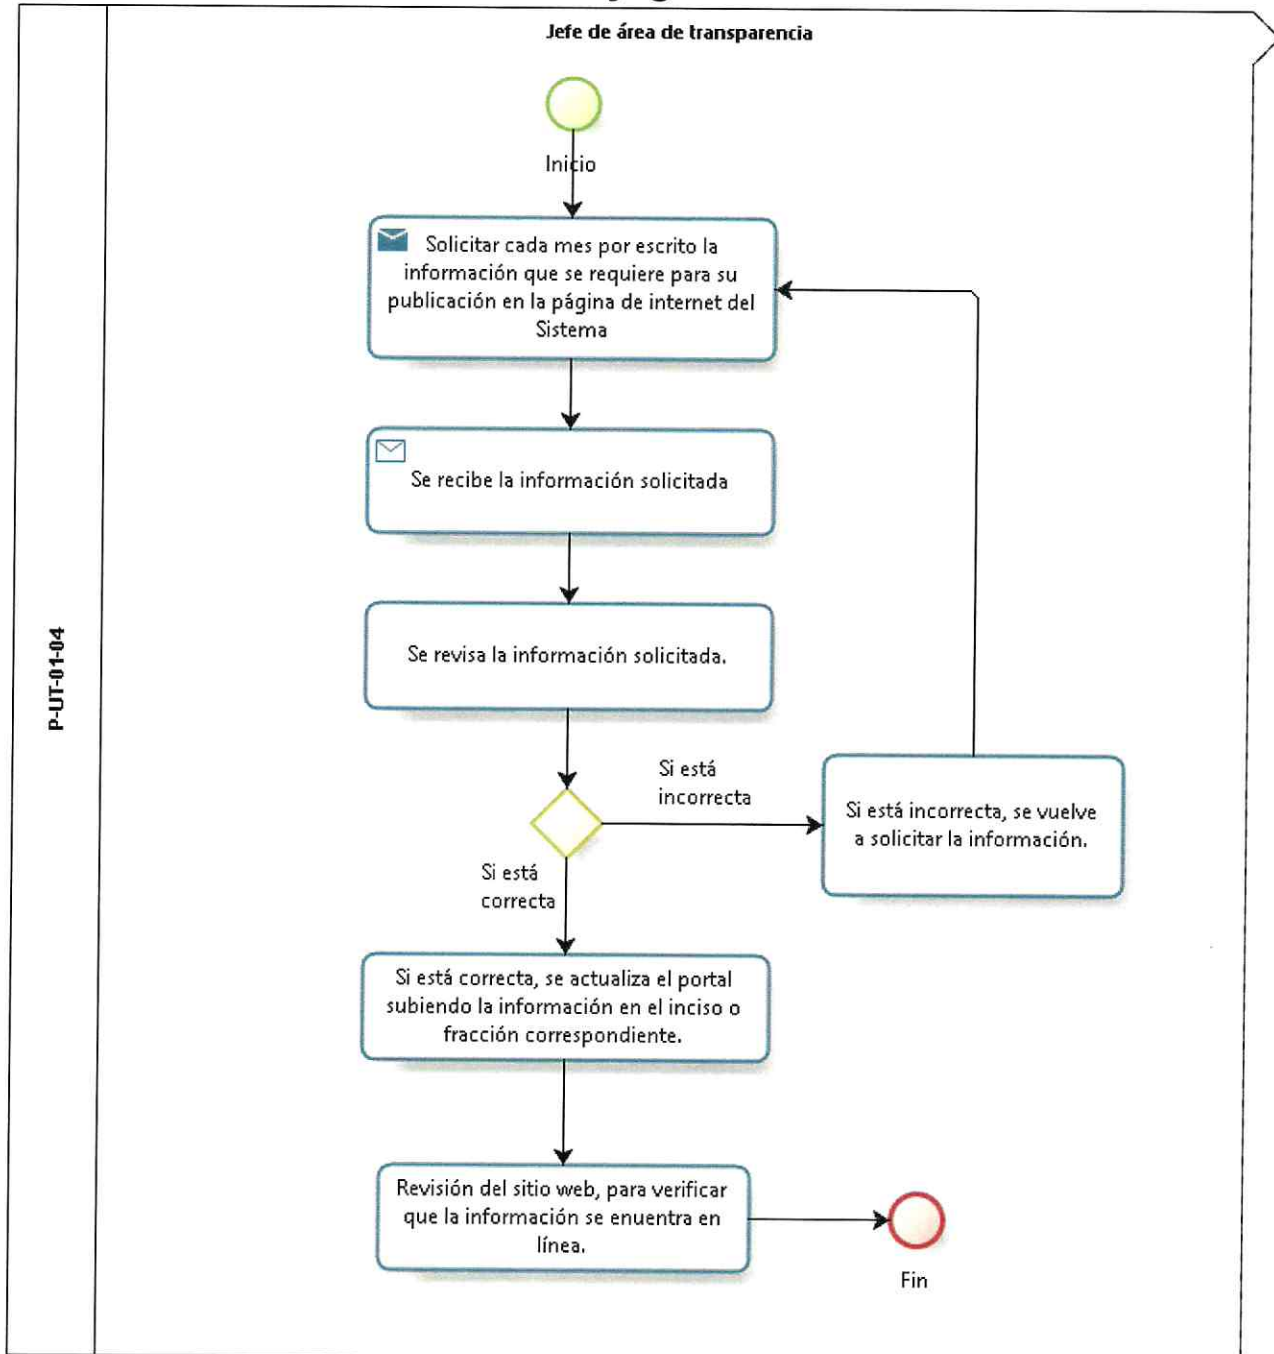 Jefe de área de transparencia
Inicio
Solicitar cada mes por escrito la
información que se requiere para su
publicación en la página de internet del
Sistema
Se recibe la información solicitada
Se revisa la información solicitada.
P-UT-01-04
Si está
incorrecta
Si está incorrecta, se vuelve
a solicitar la información.
Si está
correcta
Si está correcta, se actualiza el portal
subiendo la información en el inciso o
fracción correspondiente.
Revisión del sitio web, para verificar
que la información se enuentra en
línea.
Fin